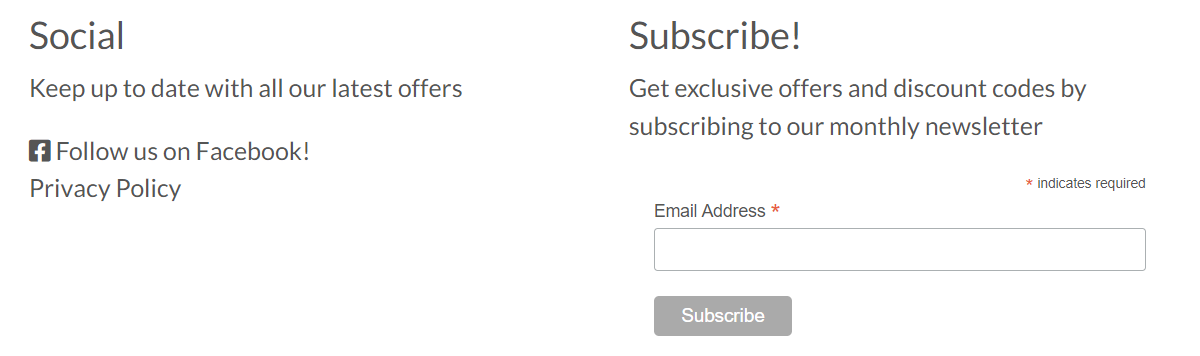 Social
Keep up to date with all our latest offers
Follow us on Facebook!
Privacy Policy
Subscribe!
Get exclusive offers and discount codes by
subscribing to our monthly newsletter
* indicates required
Email Address *
Subscribe